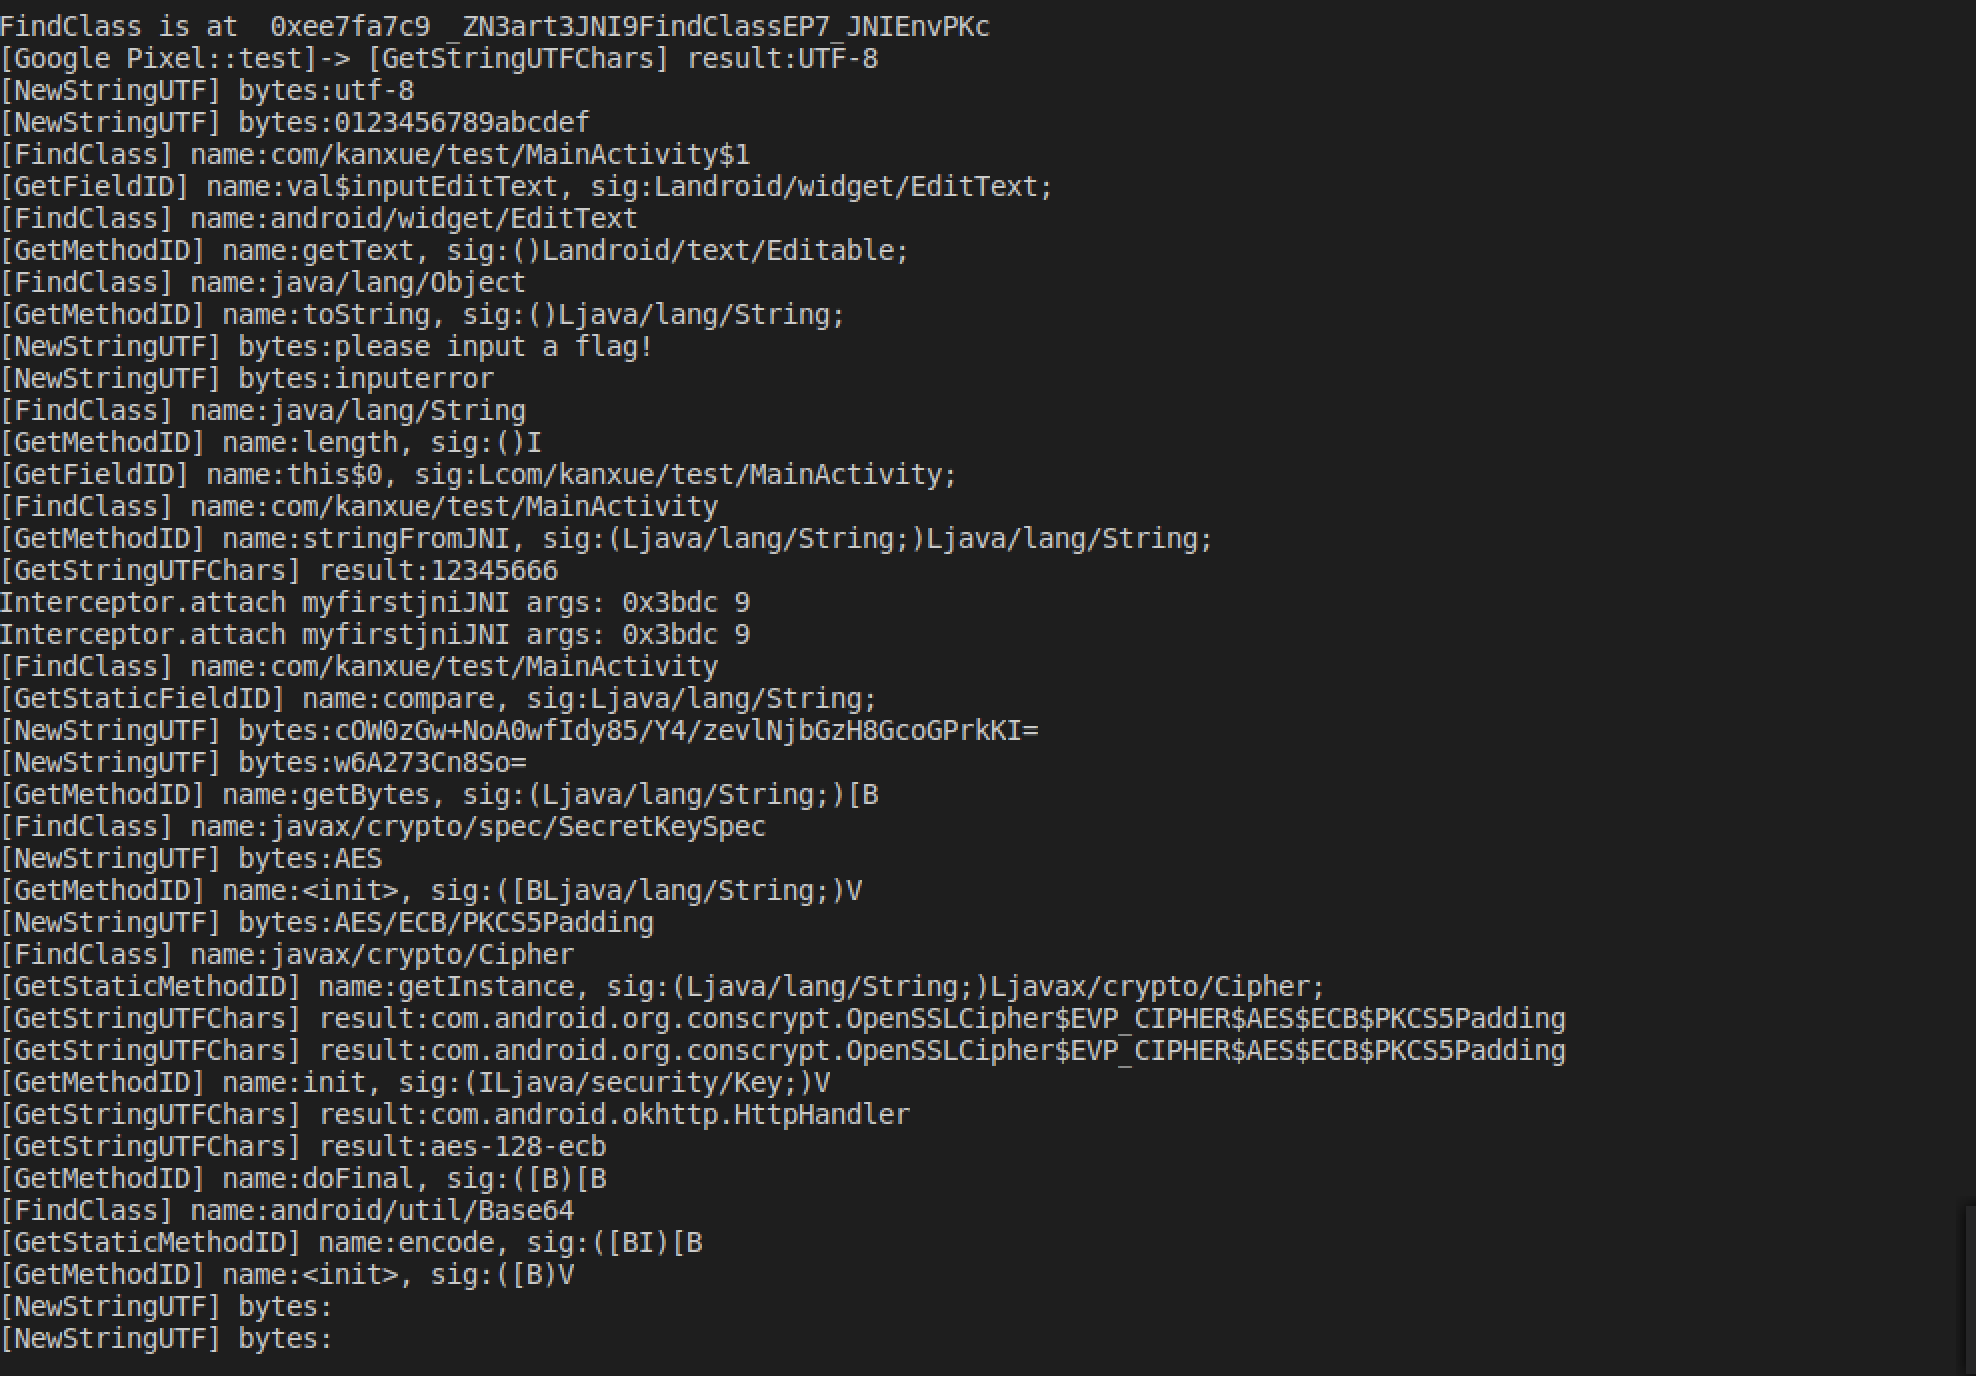 FindClass is at  0xee7fa7c9 _ZN3art3JNI9FindClassEP7_JNIEnvPKc
[Google Pixel::test]-> [GetStringUTFChars] result:UTF-8
[NewStringUTF] bytes:utf-8
[NewStringUTF] bytes:0123456789abcdef
[FindClass] name:com/kanxue/test/MainActivity$1
[GetFieldID] name:val$inputEditText, sig:Landroid/widget/EditText;
[FindClass] name:android/widget/EditText
[GetMethodID] name:getText, sig:()Landroid/text/Editable;
[FindClass] name:java/lang/Object
[GetMethodID] name:toString, sig:()Ljava/lang/String;
[NewStringUTF] bytes:please input a flag!
[NewStringUTF] bytes:inputerror
[FindClass] name:java/lang/String
[GetMethodID] name:length, sig:()I
[GetFieldID] name:this$0, sig:Lcom/kanxue/test/MainActivity;
[FindClass] name:com/kanxue/test/MainActivity
[GetMethodID] name:stringFromJNI, sig:(Ljava/lang/String;)Ljava/lang/String;
[GetStringUTFChars] result:12345666
Interceptor.attach myfirstjniJNI args: 0x3bdc 9
Interceptor.attach myfirstjniJNI args: 0x3bdc 9
[FindClass] name:com/kanxue/test/MainActivity
[GetStaticFieldID] name:compare, sig:Ljava/lang/String;
[NewStringUTF] bytes:cOW0zGw+NoA0wfIdy85/Y4/zevlNjbGzH8GcoGPrkKI=
[NewStringUTF] bytes:w6A273Cn8So=
[GetMethodID] name:getBytes, sig:(Ljava/lang/String;)[B
[FindClass] name:javax/crypto/spec/SecretKeySpec
[NewStringUTF] bytes:AES
[GetMethodID] name:<init>, sig:([BLjava/lang/String;)V
[NewStringUTF] bytes:AES/ECB/PKCS5Padding
[FindClass] name:javax/crypto/Cipher
[GetStaticMethodID] name:getInstance, sig:(Ljava/lang/String;)Ljavax/crypto/Cipher;
[GetStringUTFChars] result:com.android.org.conscrypt.OpenSSLCipher$EVP_CIPHER$AES$ECB$PKCS5Padding
[GetStringUTFChars] result:com.android.org.conscrypt.OpenSSLCipher$EVP_CIPHER$AES$ECB$PKCS5Padding
[GetMethodID] name:init, sig:(ILjava/security/Key;)V
[GetStringUTFChars] result:com.android.okhttp.HttpHandler
[GetStringUTFChars] result:aes-128-ecb
[GetMethodID] name:doFinal, sig:([B)[B
[FindClass] name:android/util/Base64
[GetStaticMethodID] name:encode, sig:([BI)[B
[GetMethodID] name:<init>, sig:([B)V
[NewStringUTF] bytes:
[NewStringUTF] bytes: